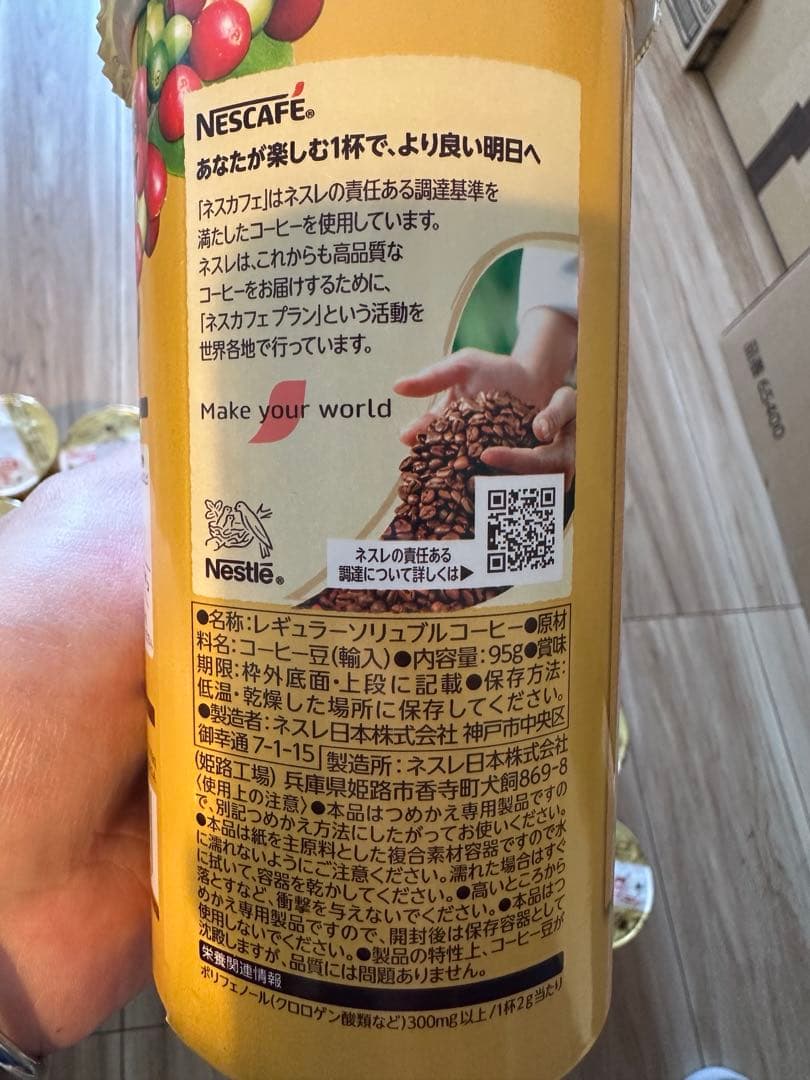 NESCAFÉ®
あなたが楽しむ1杯で、より良い明日へ
「ネスカフェ」はネスレの責任ある調達基準を
満たしたコーヒーを使用しています。
ネスレは、これからも高品質な
コーヒーをお届けするために、
「ネスカフェ プラン」という活動を
世界各地で行っています。
Make your world
Nestlé®
ネスレの責任ある
調達について詳しくは▶
●名称:レギュラーソリュブルコーヒー●原材
料名:コーヒー豆(輸入)●内容量:95g●賞味
期限:枠外底面・上段に記載●保存方法:
低温・乾燥した場所に保存してください。
●製造者:ネスレ日本株式会社 神戸市中央区
御幸通 7-1-15 製造所:ネスレ日本株式会社
(姫路工場) 兵庫県姫路市香寺町犬飼869-8
〈使用上の注意〉●本品はつめかえ専用製品ですの
で、別記つめかえ方法にしたがってお使いください。
●本品は紙を主原料とした複合素材容器ですので水
に濡れないようにご注意ください。濡れた場合はすぐ
に拭いて、容器を乾かしてください。●高いところから
落とすなど、衝撃を与えないでください。●本品はつ
めかえ専用製品ですので、開封後は保存容器として
使用しないでください。●製品の特性上、コーヒー豆が
沈殿しますが、品質には問題ありません。
栄養関連情報
ポリフェノール(クロロゲン酸類など)300mg以上/1杯2g当たり
品番 65400